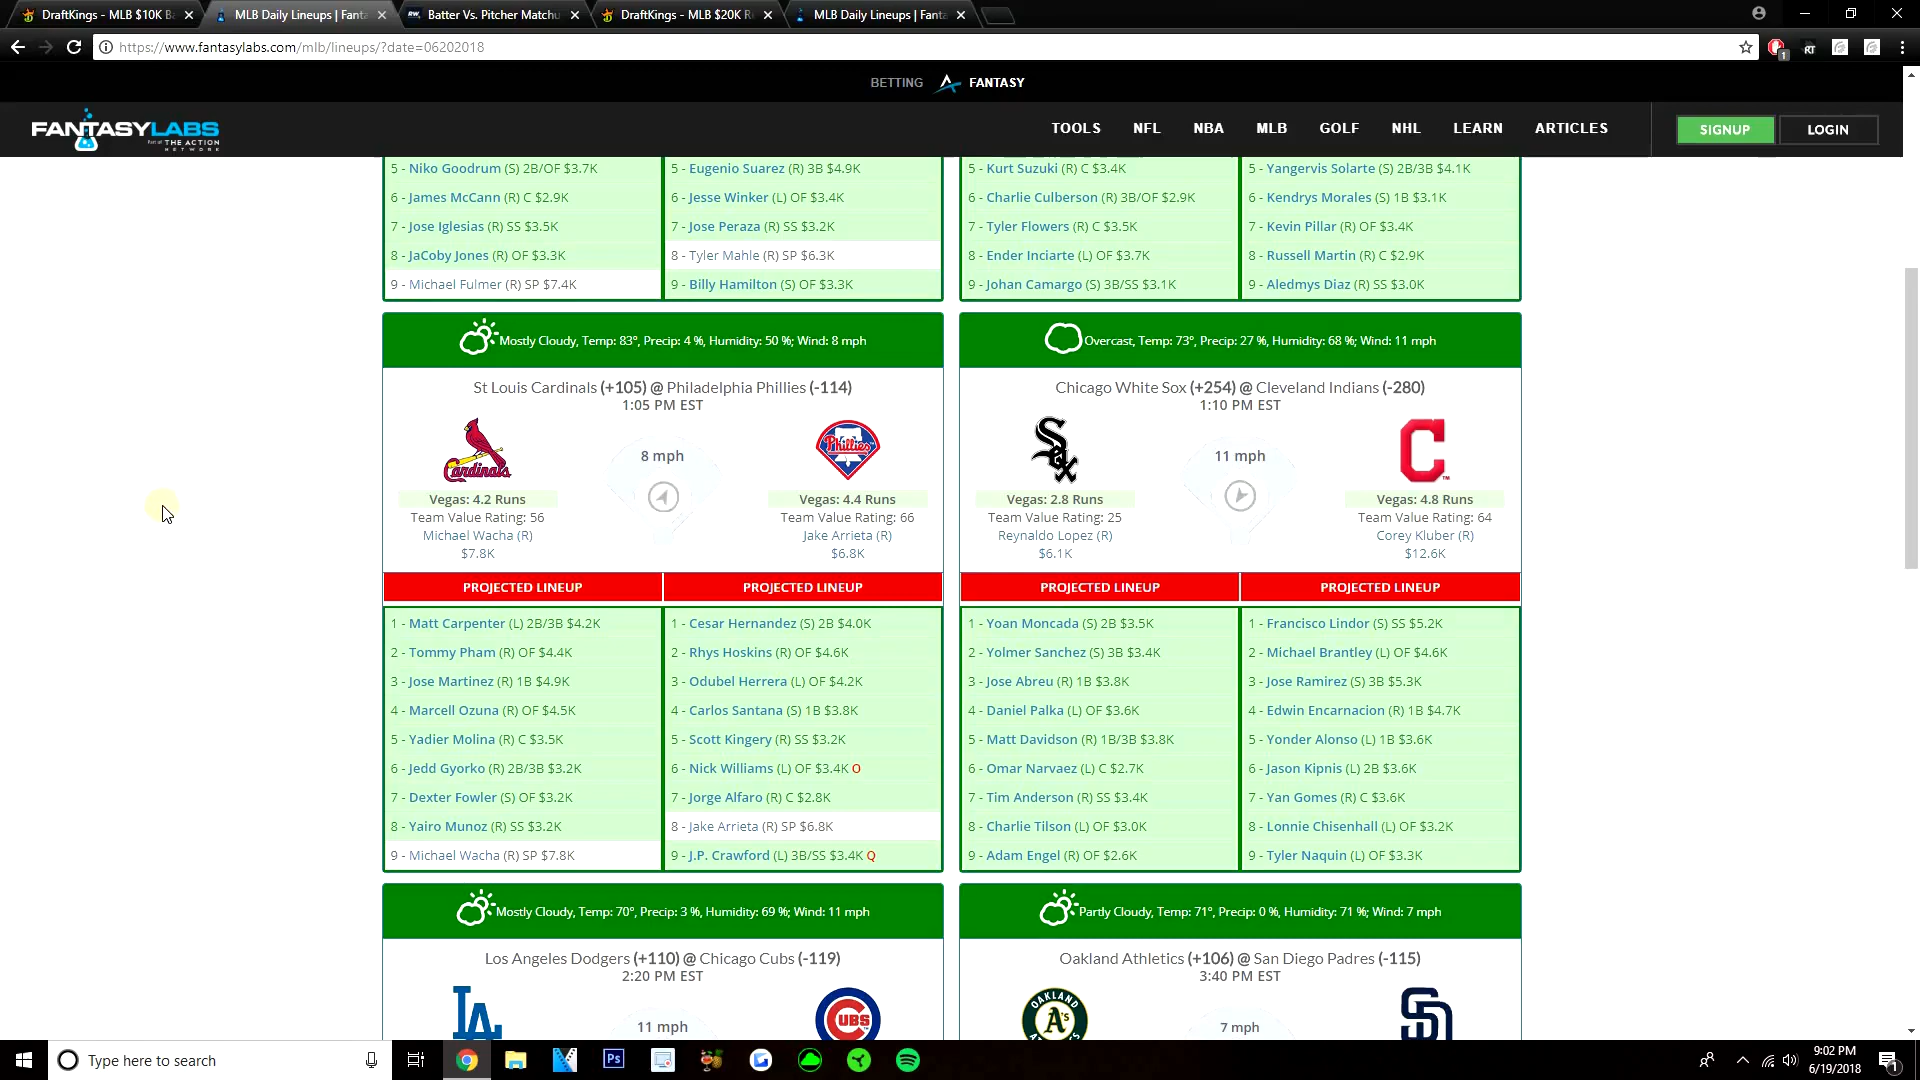 DraftKings - MLB $10K Ba
MLB Daily Lineups | Fanta
Batter Vs. Pitcher Matchu
DraftKings - MLB $20K Re
MLB Daily Lineups | Fanta
https://www.fantasylabs.com/mlb/lineups/?date=06202018
1
RT
BETTING FANTASY
FANTASYLABS
Part of THE ACTION NETWORK
TOOLS NFL NBA MLB GOLF NHL LEARN ARTICLES
SIGNUP LOGIN
5 - Niko Goodrum (S) 2B/OF $3.7K
6 - James McCann (R) C $2.9K
7 - Jose Iglesias (R) SS $3.5K
8 - JaCoby Jones (R) OF $3.3K
9 - Michael Fulmer (R) SP $7.4K
5 - Eugenio Suarez (R) 3B $4.9K
6 - Jesse Winker (L) OF $3.4K
7 - Jose Peraza (R) SS $3.2K
8 - Tyler Mahle (R) SP $6.3K
9 - Billy Hamilton (S) OF $3.3K
5 - Kurt Suzuki (R) C $3.4K
6 - Charlie Culberson (R) 3B/OF $2.9K
7 - Tyler Flowers (R) C $3.5K
8 - Ender Inciarte (L) OF $3.7K
9 - Johan Camargo (S) 3B/SS $3.1K
5 - Yangervis Solarte (S) 2B/3B $4.1K
6 - Kendrys Morales (S) 1B $3.1K
7 - Kevin Pillar (R) OF $3.4K
8 - Russell Martin (R) C $2.9K
9 - Aledmys Diaz (R) SS $3.0K
Mostly Cloudy, Temp: 83°, Precip: 4 %, Humidity: 50 %; Wind: 8 mph
St Louis Cardinals (+105) @ Philadelphia Phillies (-114)
1:05 PM EST
Cardinals
8 mph
Phillies
Vegas: 4.2 Runs
Team Value Rating: 56
Michael Wacha (R)
$7.8K
Vegas: 4.4 Runs
Team Value Rating: 66
Jake Arrieta (R)
$6.8K
PROJECTED LINEUP
1 - Matt Carpenter (L) 2B/3B $4.2K
2 - Tommy Pham (R) OF $4.4K
3 - Jose Martinez (R) 1B $4.9K
4 - Marcell Ozuna (R) OF $4.5K
5 - Yadier Molina (R) C $3.5K
6 - Jedd Gyorko (R) 2B/3B $3.2K
7 - Dexter Fowler (S) OF $3.2K
8 - Yairo Munoz (R) SS $3.2K
9 - Michael Wacha (R) SP $7.8K
PROJECTED LINEUP
1 - Cesar Hernandez (S) 2B $4.0K
2 - Rhys Hoskins (R) OF $4.6K
3 - Odubel Herrera (L) OF $4.2K
4 - Carlos Santana (S) 1B $3.8K
5 - Scott Kingery (R) SS $3.2K
6 - Nick Williams (L) OF $3.4K O
7 - Jorge Alfaro (R) C $2.8K
8 - Jake Arrieta (R) SP $6.8K
9 - J.P. Crawford (L) 3B/SS $3.4K Q
Overcast, Temp: 73°, Precip: 27 %, Humidity: 68 %; Wind: 11 mph
Chicago White Sox (+254) @ Cleveland Indians (-280)
1:10 PM EST
Sox
11 mph
C
Vegas: 2.8 Runs
Team Value Rating: 25
Reynaldo Lopez (R)
$6.1K
Vegas: 4.8 Runs
Team Value Rating: 64
Corey Kluber (R)
$12.6K
PROJECTED LINEUP
1 - Yoan Moncada (S) 2B $3.5K
2 - Yolmer Sanchez (S) 3B $3.4K
3 - Jose Abreu (R) 1B $3.8K
4 - Daniel Palka (L) OF $3.6K
5 - Matt Davidson (R) 1B/3B $3.8K
6 - Omar Narvaez (L) C $2.7K
7 - Tim Anderson (R) SS $3.4K
8 - Charlie Tilson (L) OF $3.0K
9 - Adam Engel (R) OF $2.6K
PROJECTED LINEUP
1 - Francisco Lindor (S) SS $5.2K
2 - Michael Brantley (L) OF $4.6K
3 - Jose Ramirez (S) 3B $5.3K
4 - Edwin Encarnacion (R) 1B $4.7K
5 - Yonder Alonso (L) 1B $3.6K
6 - Jason Kipnis (L) 2B $3.6K
7 - Yan Gomes (R) C $3.6K
8 - Lonnie Chisenhall (L) OF $3.2K
9 - Tyler Naquin (L) OF $3.3K
Mostly Cloudy, Temp: 70°, Precip: 3 %, Humidity: 69 %; Wind: 11 mph
Los Angeles Dodgers (+110) @ Chicago Cubs (-119)
2:20 PM EST
LA
11 mph
CUBS
Partly Cloudy, Temp: 71°, Precip: 0 %, Humidity: 71 %; Wind: 7 mph
Oakland Athletics (+106) @ San Diego Padres (-115)
3:40 PM EST
OAKLAND
A's
7 mph
SD
Type here to search
Ps
9:02 PM
6/19/2018
1